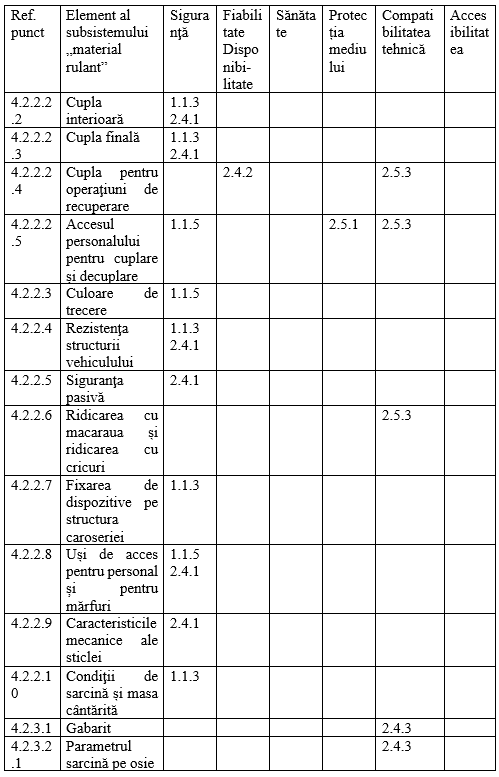 Ref. punct Element al subsistemului „material rulant” Sigura nţă Fiabili tate Dispo nibi- litate Sănăta te Protec ţia mediu lui Compati bilitatea tehnică Acces ibilitat ea
4.2.2.2 .2 Cupla interioară 1.1.3 2.4.1
4.2.2.2 .3 Cupla finală 1.1.3 2.4.1
4.2.2.2 .4 Cupla pentru operaţiuni de recuperare 2.4.2 2.5.3
4.2.2.2 .5 Accesul personalului pentru cuplare și decuplare 1.1.5 2.5.1 2.5.3
4.2.2.3 Culoare de trecere 1.1.5
4.2.2.4 Rezistenţa structurii vehiculului 1.1.3 2.4.1
4.2.2.5 Siguranţa pasivă 2.4.1
4.2.2.6 Ridicarea cu macaraua și ridicarea cu cricuri 2.5.3
4.2.2.7 Fixarea de dispozitive pe structura caroseriei 1.1.3
4.2.2.8 Uși de acces pentru personal și pentru mărfuri 1.1.5 2.4.1
4.2.2.9 Caracteristicile mecanice ale sticlei 2.4.1
4.2.2.1 0 Condiţii de sarcină și masa cântărită 1.1.3
4.2.3.1 Gabarit 2.4.3
4.2.3.2 .1 Parametrul sarcină pe osie 2.4.3